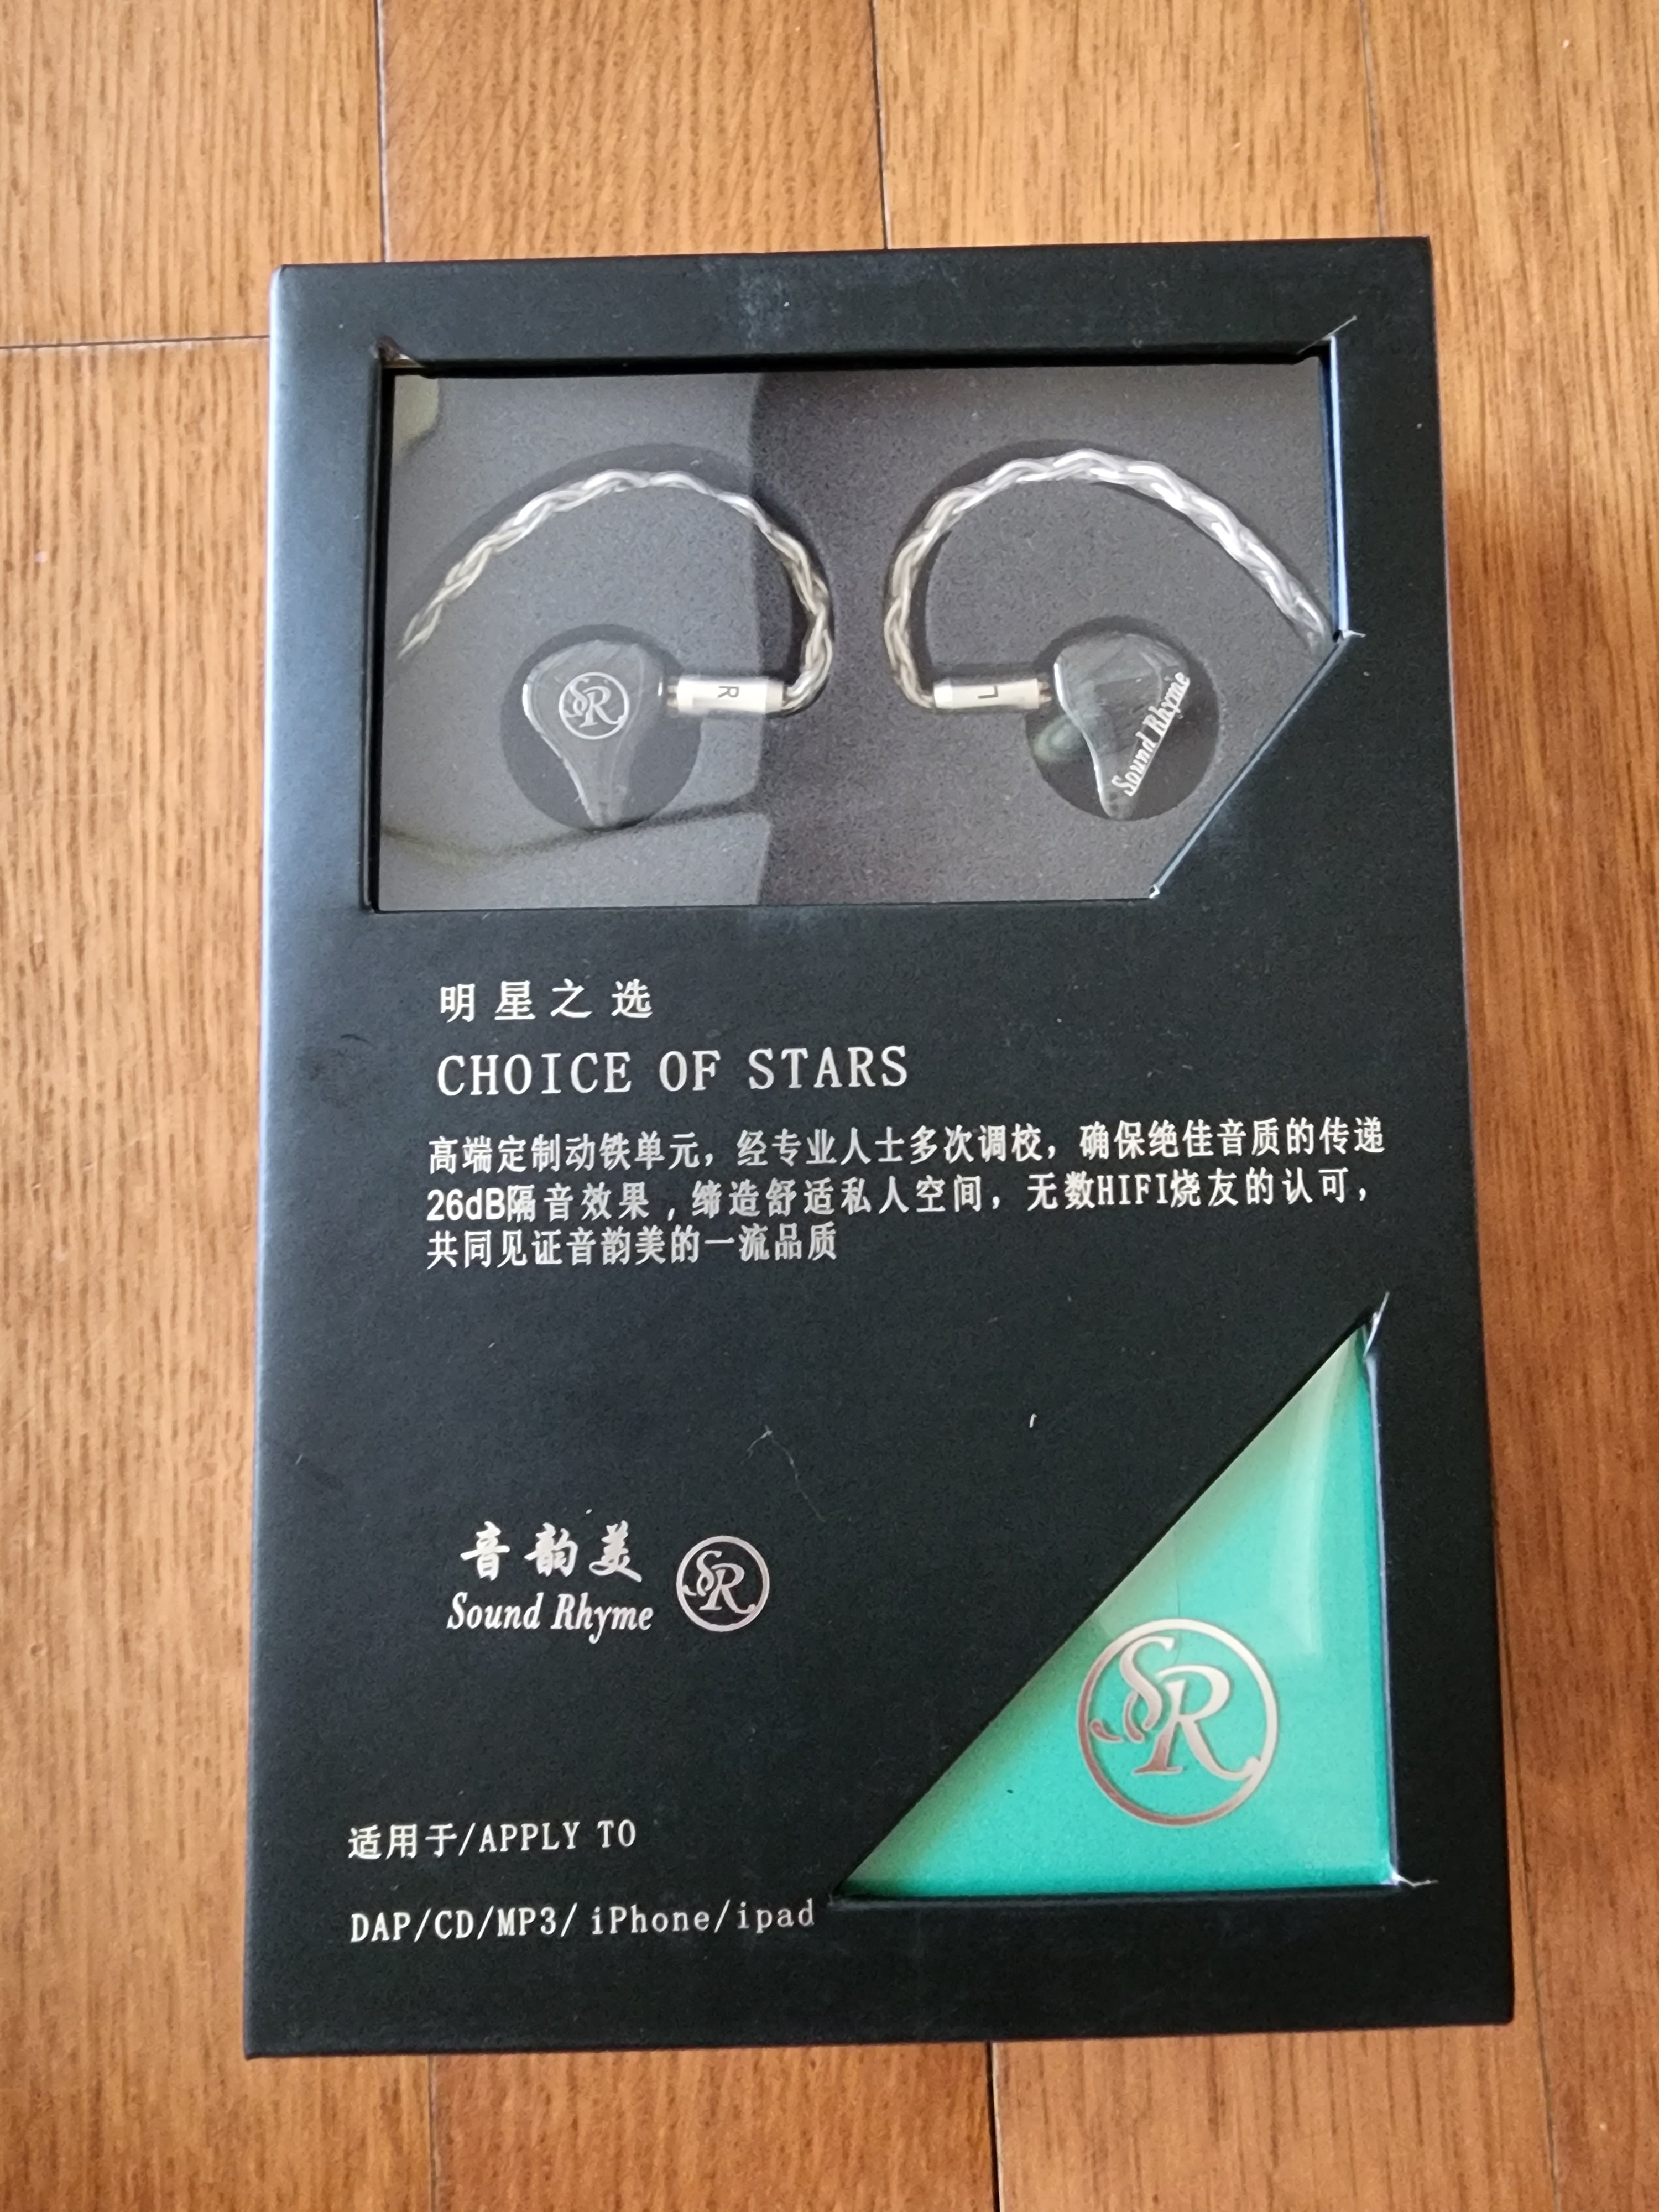 SR
R
L
Sound Rhyme
明星之选
CHOICE OF STARS
高端定制动铁单元，经专业人士多次调校，确保绝佳音质的传递
26dB隔音效果，缔造舒适私人空间，无数HIFI烧友的认可，
共同见证音韵美的一流品质
音韵美
Sound Rhyme
SR
SR
适用于/APPLY TO
DAP/CD/MP3/iPhone/ipad